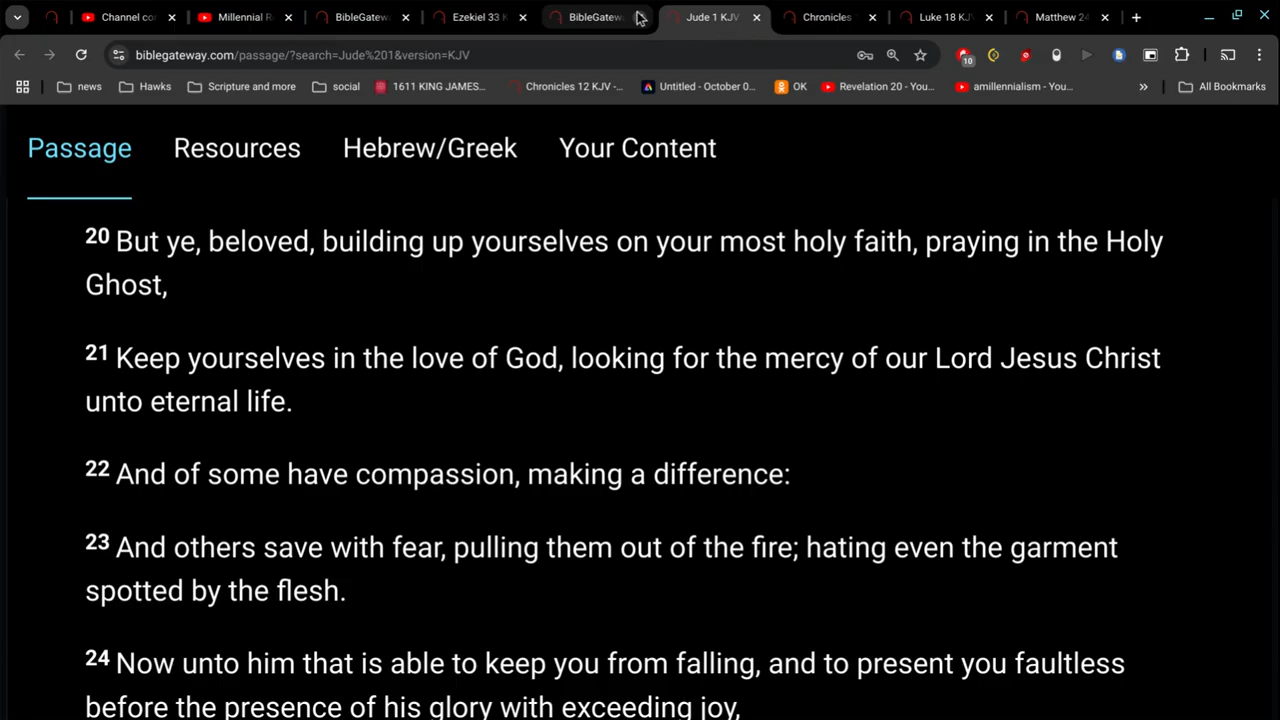 Channel co
Millennial R
BibleGatew
Ezekiel 33 K
BibleGatew
Jude 1 KJV
Chronicles
Luke 18 KJV
Matthew 24
biblegateway.com/passage/?search=Jude%201&version=KJV
10
news
Hawks
Scripture and more
social
1611 KING JAMES...
Chronicles 12 KJV -...
Untitled - October 0...
OK
Revelation 20 - You...
amillennialism - You...
»
All Bookmarks
Passage
Resources
Hebrew/Greek
Your Content
20 But ye, beloved, building up yourselves on your most holy faith, praying in the Holy
Ghost,
21 Keep yourselves in the love of God, looking for the mercy of our Lord Jesus Christ
unto eternal life.
22 And of some have compassion, making a difference:
23 And others save with fear, pulling them out of the fire; hating even the garment
spotted by the flesh.
24 Now unto him that is able to keep you from falling, and to present you faultless
before the presence of his glory with exceeding joy,